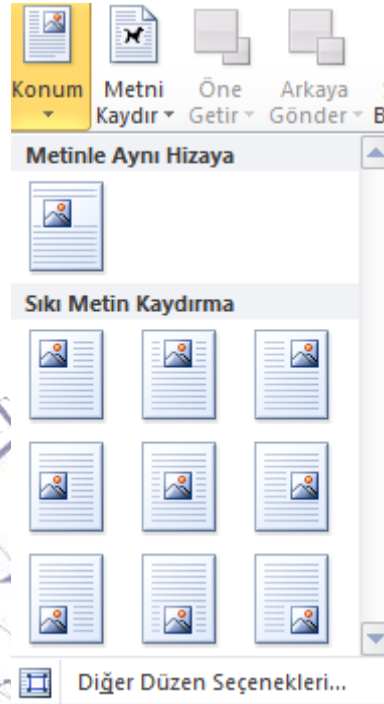 Konum Metni Öne Arkaya
Kaydır Getir Gönder B
Metinle Aynı Hizaya
Sıkı Metin Kaydırma
Diğer Düzen Seçenekleri...